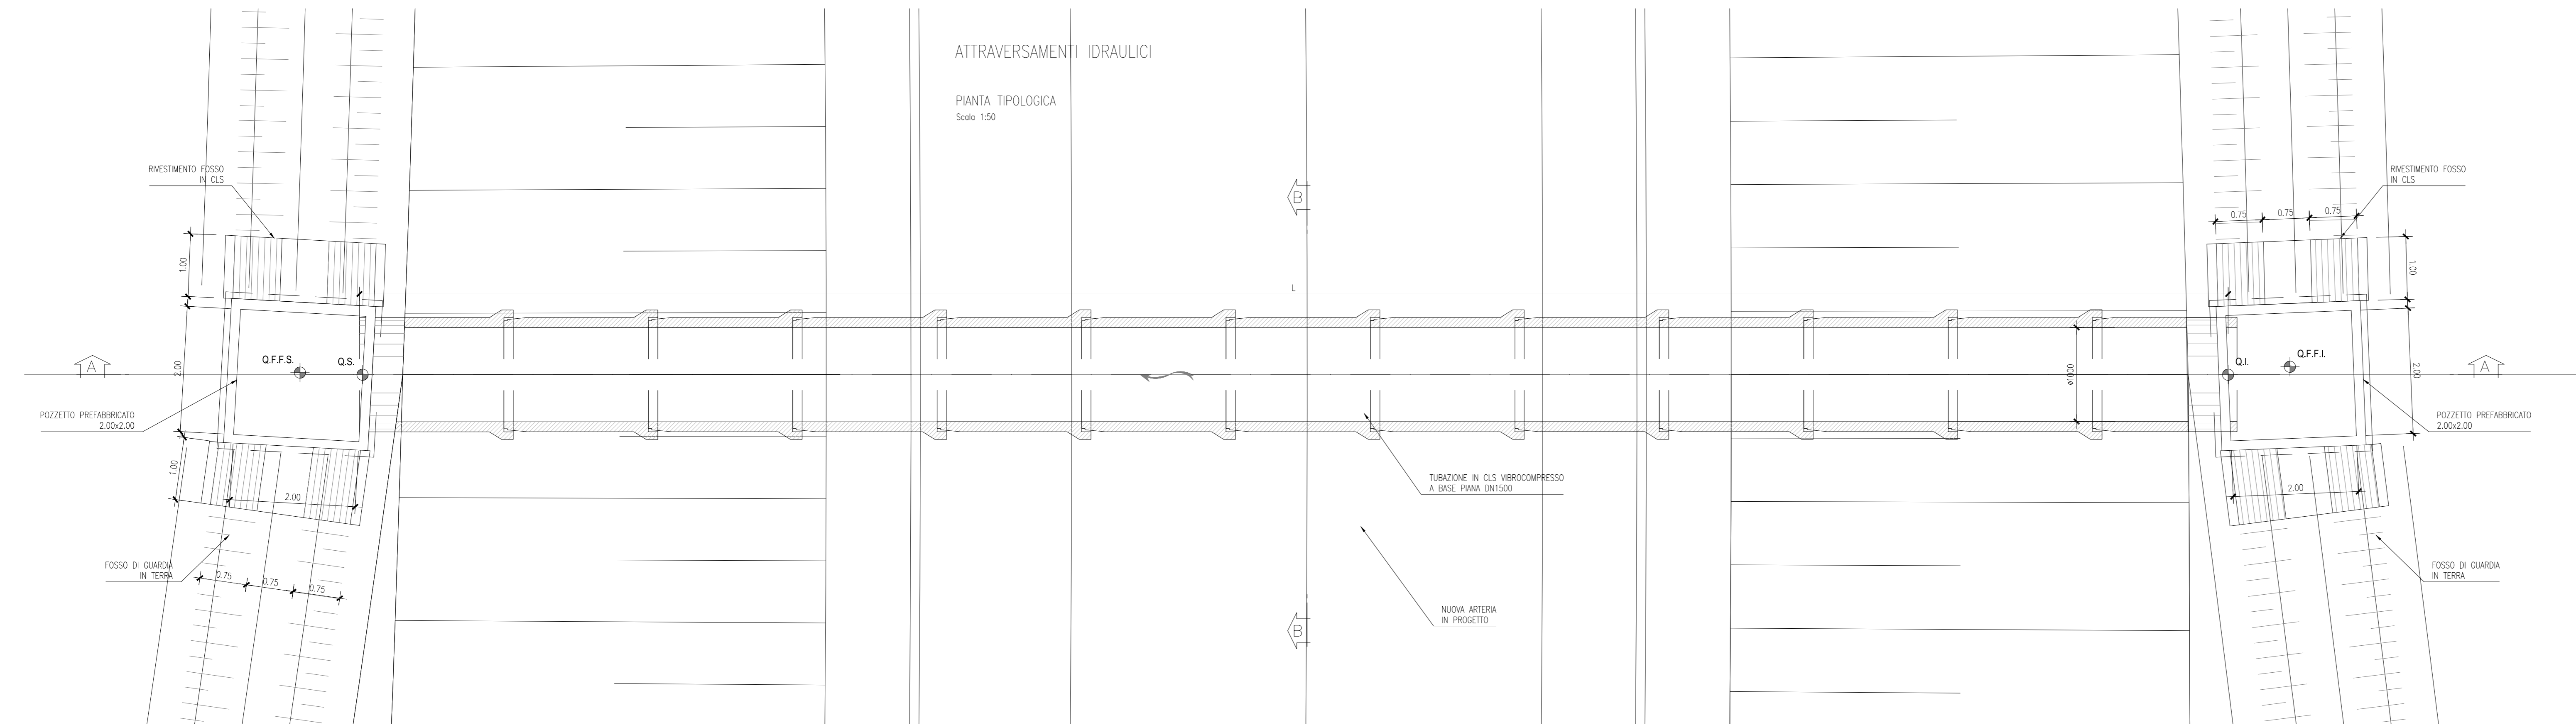 ATTRAVERSAMENTI IDRAULICI
PIANTA TIPOLOGICA
Scala 1:50
RIVESTIMENTO FOSSO
IN CLS
1.00
2.00
1.00
Q.F.F.S.
Q.S.
A
POZZETTO PREFABBRICATO
2.00x2.00
2.00
FOSSO DI GUARDIA
IN TERRA
0.75
0.75
0.75
B
L
TUBAZIONE IN CLS VIBROCOMPRESSO
A BASE PIANA DN1500
NUOVA ARTERIA
IN PROGETTO
B
ø1000
RIVESTIMENTO FOSSO
IN CLS
0.75
0.75
0.75
1.00
Q.I.
Q.F.F.I.
2.00
A
POZZETTO PREFABBRICATO
2.00x2.00
2.00
FOSSO DI GUARDIA
IN TERRA